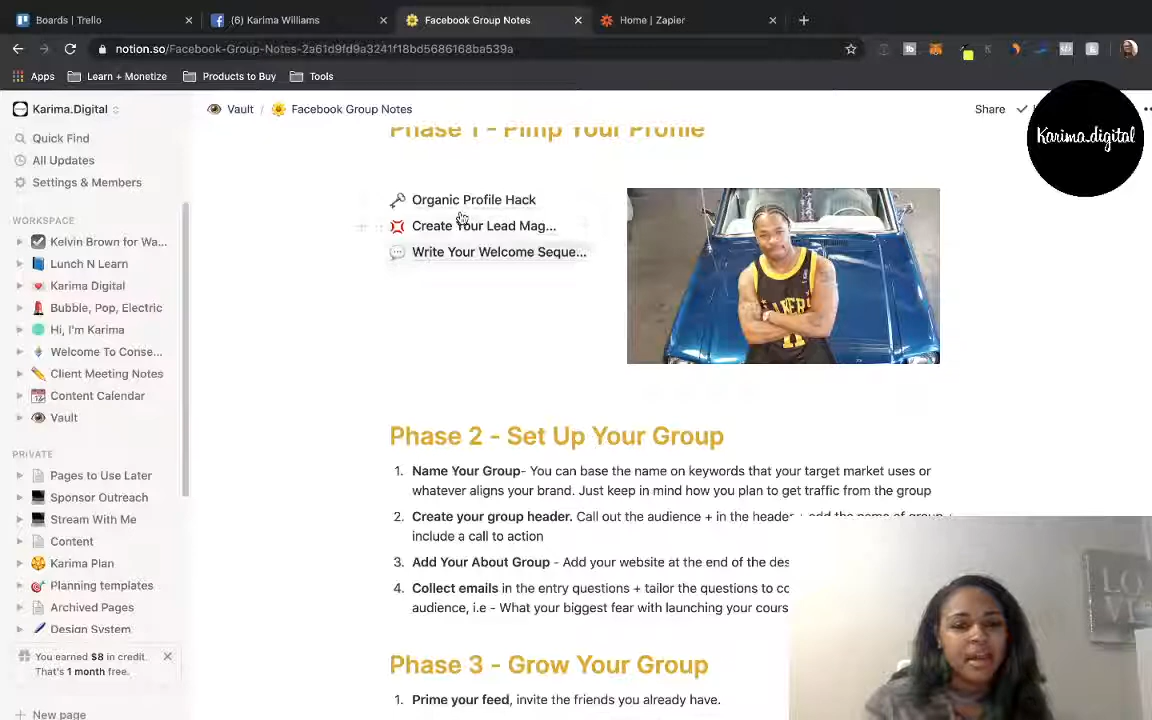 Boards | Trello
(6) Karima Williams
Facebook Group Notes
Home | Zapier
notion.so/Facebook-Group-Notes-2a61d9fd9a3241f18bd5686168ba539a
Apps
Learn + Monetize
Products to Buy
Tools
Karima.Digital
Vault / Facebook Group Notes
Share
Karima.digital
Quick Find
All Updates
Settings & Members
WORKSPACE
Kelvin Brown for Wa...
Lunch N Learn
Karima Digital
Bubble, Pop, Electric
Hi, I'm Karima
Welcome To Conse...
Client Meeting Notes
Content Calendar
Vault
PRIVATE
Pages to Use Later
Sponsor Outreach
Stream With Me
Content
Karima Plan
Planning templates
Archived Pages
Design System
You earned $8 in credit.
That's 1 month free.
New page
Phase 1 - Pimp Your Profile
Organic Profile Hack
Create Your Lead Mag...
Write Your Welcome Seque...
Phase 2 - Set Up Your Group
1. Name Your Group- You can base the name on keywords that your target market uses or
whatever aligns your brand. Just keep in mind how you plan to get traffic from the group
2. Create your group header. Call out the audience + in the header + add the name of group +
include a call to action
3. Add Your About Group - Add your website at the end of the des
4. Collect emails in the entry questions + tailor the questions to co
audience, i.e - What your biggest fear with launching your cours
Phase 3 - Grow Your Group
1. Prime your feed, invite the friends you already have.